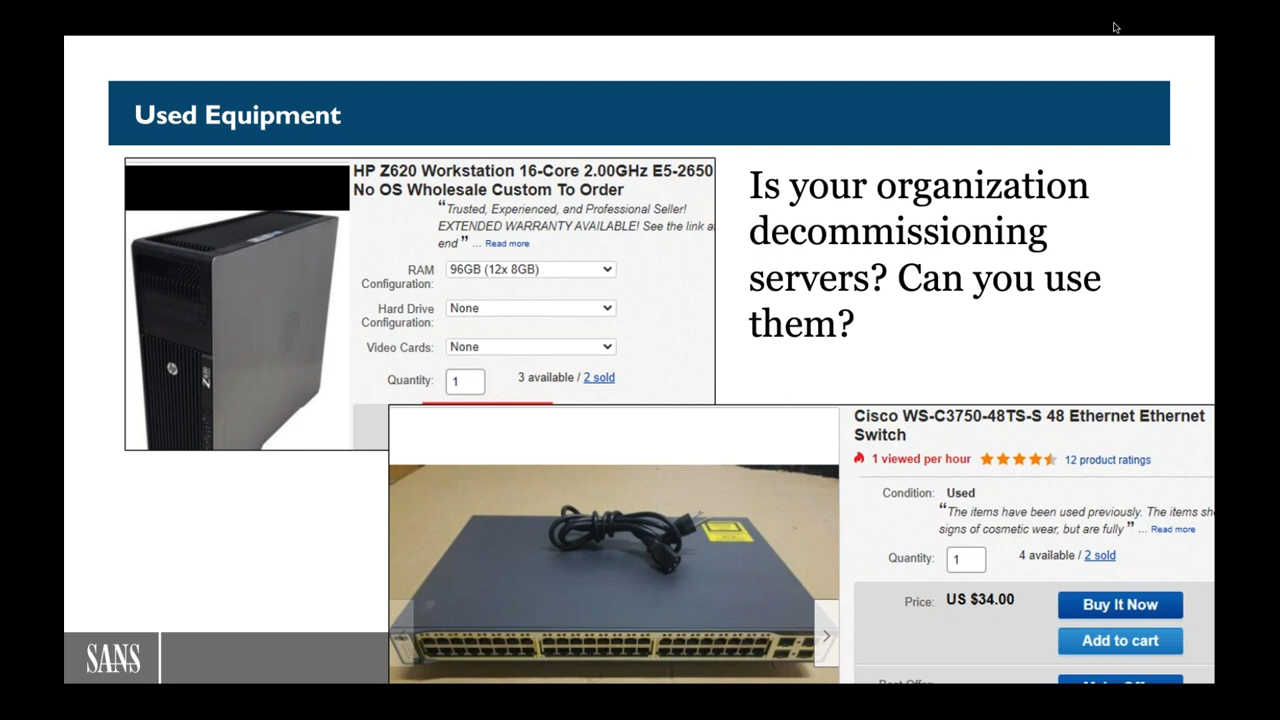 Used Equipment
HP Z620 Workstation 16-Core 2.00GHz E5-2650
No OS Wholesale Custom To Order
“Trusted, Experienced, and Professional Seller!
EXTENDED WARRANTY AVAILABLE! See the link a
end” ... Read more
RAM Configuration: 96GB (12x 8GB)
Hard Drive Configuration: None
Video Cards: None
Quantity: 1 3 available / 2 sold
Is your organization
decommissioning
servers? Can you use
them?
Cisco WS-C3750-48TS-S 48 Ethernet Ethernet
Switch
1 viewed per hour 12 product ratings
Condition: Used
“The items have been used previously. The items sh
signs of cosmetic wear, but are fully” ... Read more
Quantity: 1 4 available / 2 sold
Price: US $34.00 Buy It Now
Add to cart
SANS